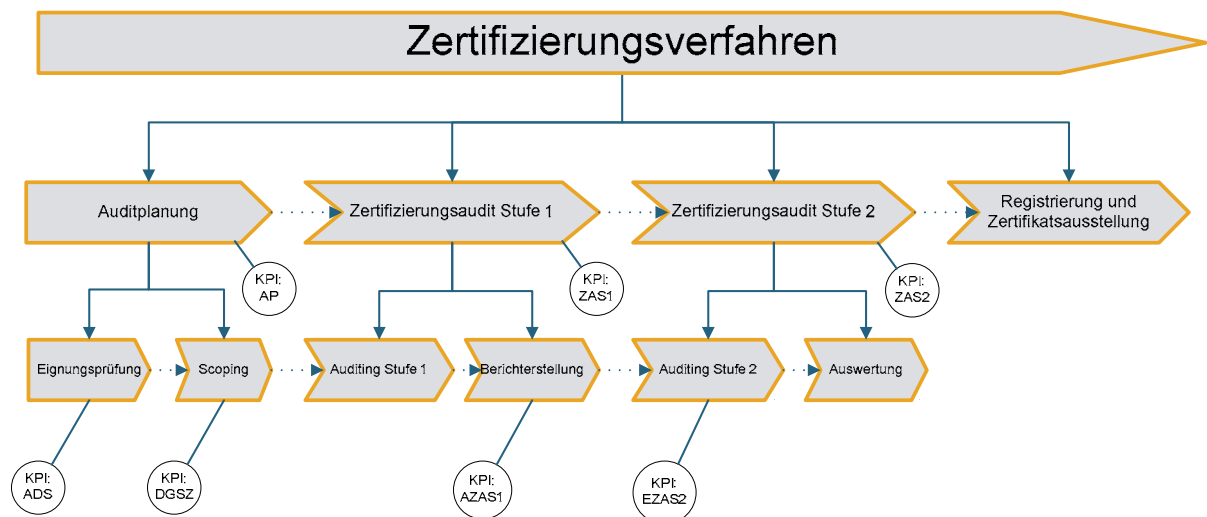 Zertifizierungsverfahren
Auditplanung
Zertifizierungsaudit Stufe 1
Zertifizierungsaudit Stufe 2
Registrierung und
Zertifikatsausstellung
KPI:
AP
KPI:
ZAS1
KPI:
ZAS2
Eignungsprüfung
Scoping
Auditing Stufe 1
Berichterstellung
Auditing Stufe 2
Auswertung
KPI:
ADS
KPI:
DGSZ
KPI:
AZAS1
KPI:
EZAS2